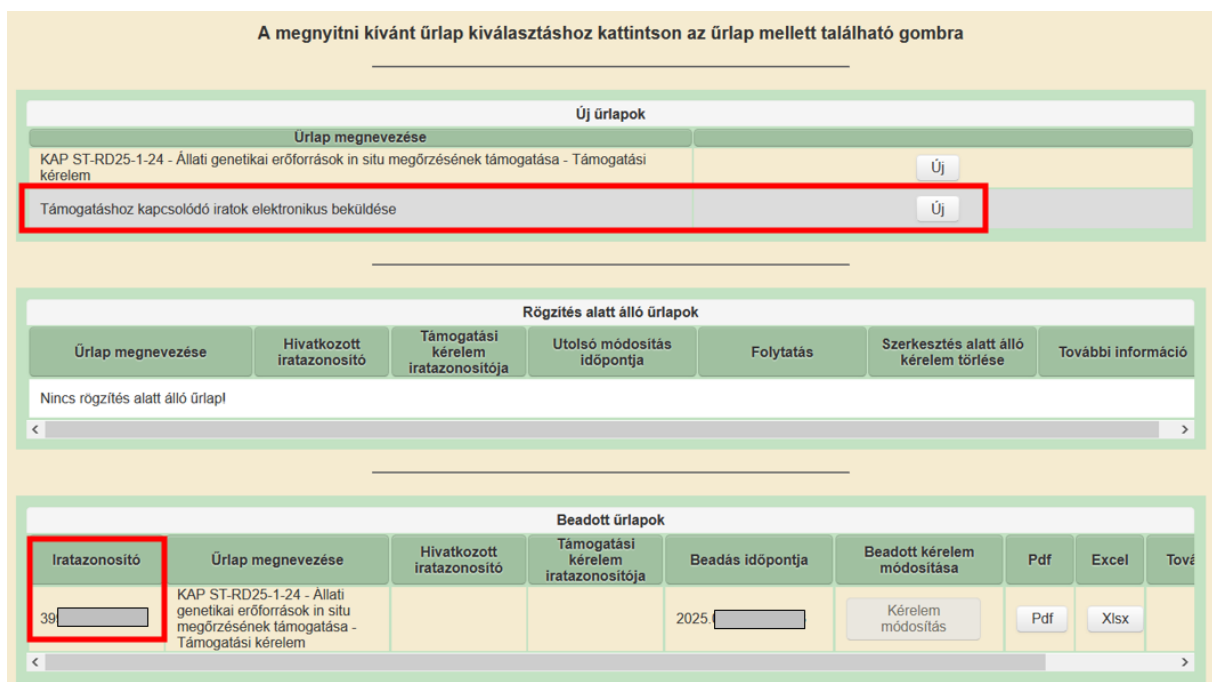 A megnyitni kívánt űrlap kiválasztáshoz kattintson az űrlap mellett található gombra
Új űrlapok
Űrlap megnevezése
KAP ST-RD25-1-24 - Állati genetikai erőforrások in situ megőrzésének támogatása - Támogatási
kérelem
Új
Támogatáshoz kapcsolódó iratok elektronikus beküldése
Új
Rögzítés alatt álló űrlapok
Űrlap megnevezése
Hivatkozott
iratazonosító
Támogatási
kérelem
iratazonosítója
Utolsó módosítás
időpontja
Folytatás
Szerkesztés alatt álló
kérelem törlése
További információ
Nincs rögzítés alatt álló űrlap!
Beadott űrlapok
Iratazonosító
Űrlap megnevezése
Hivatkozott
iratazonosító
Támogatási
kérelem
iratazonosítója
Beadás időpontja
Beadott kérelem
módosítása
Pdf
Excel
Tová
39
KAP ST-RD25-1-24 - Állati
genetikai erőforrások in situ
megőrzésének támogatása -
Támogatási kérelem
2025.
Kérelem
módosítás
Pdf
Xlsx